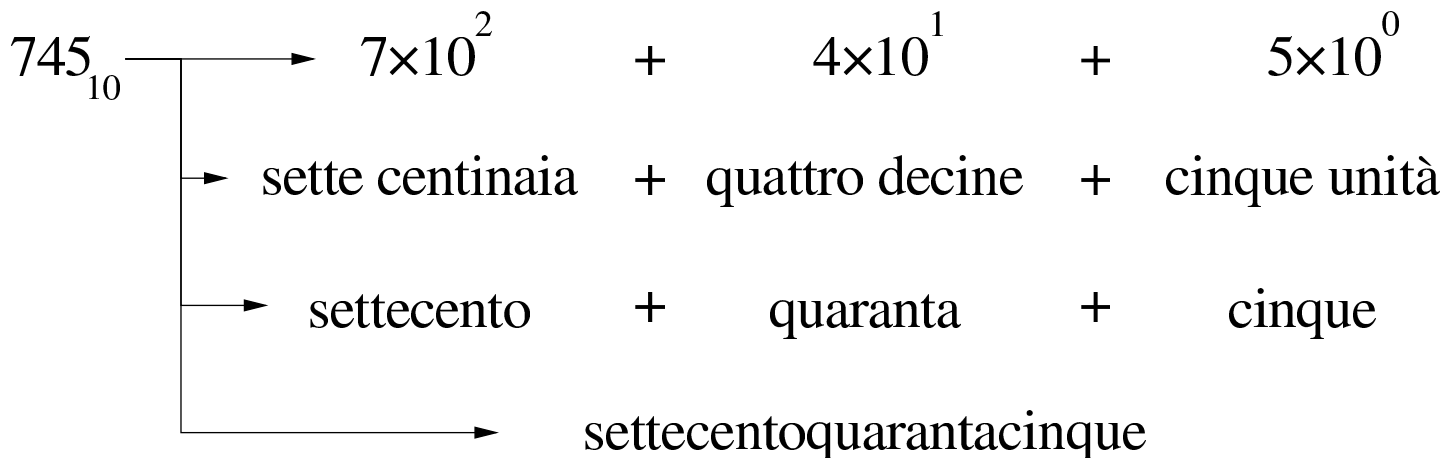 745₁₀ 7×10² + 4×10¹ + 5×10⁰
sette centinaia + quattro decine + cinque unità
settecento + quaranta + cinque
settecentoquarantacinque